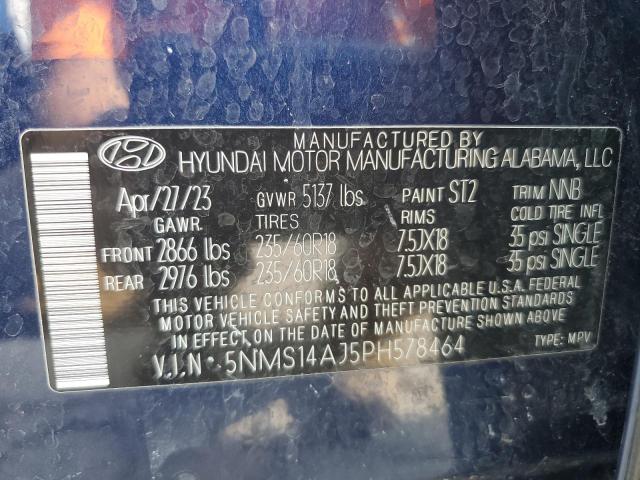 MANUFACTURED BY
HYUNDAI MOTOR MANUFACTURING ALABAMA, LLC
Apr/27/23 GVWR 5137 lbs PAINT ST2 TRIM NNB
GAWR. TIRES RIMS COLD TIRE INFL
FRONT 2866 lbs 235/60R18 7.5JX18 35 psi SINGLE
REAR 2976 lbs 235/60R18 7.5JX18 35 psi SINGLE
THIS VEHICLE CONFORMS TO ALL APPLICABLE U.S.A. FEDERAL
MOTOR VEHICLE SAFETY AND THEFT PREVENTION STANDARDS
IN EFFECT ON THE DATE OF MANUFACTURE SHOWN ABOVE.
V.I.N: 5NMS14AJ5PH578464 TYPE: MPV